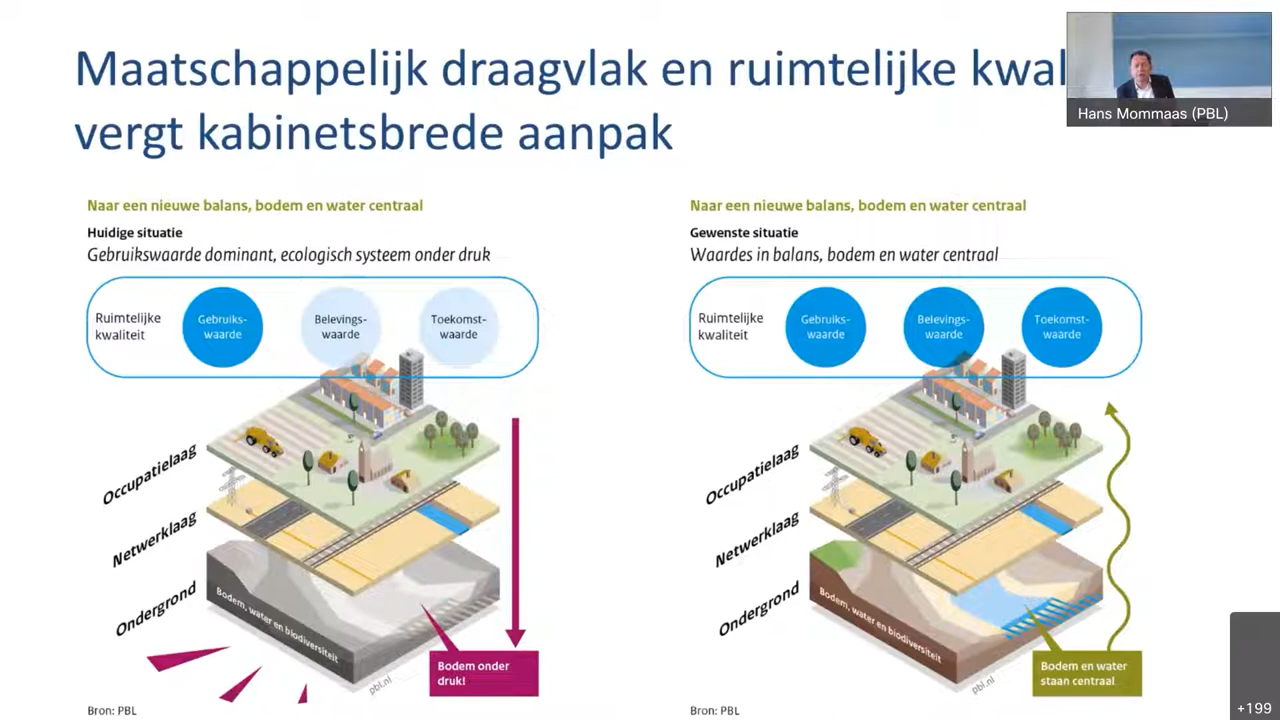 Maatschappelijk draagvlak en ruimtelijke kwal
vergt kabinetsbrede aanpak
Hans Mommaas (PBL)
Naar een nieuwe balans, bodem en water centraal
Huidige situatie
Gebruikswaarde dominant, ecologisch systeem onder druk
Ruimtelijke
kwaliteit
Gebruiks-
waarde
Belevings-
waarde
Toekomst-
waarde
Occupatielaag
Netwerklaag
Ondergrond
Bodem, water en biodiversiteit
Bodem onder
druk!
pbl.nl
Bron: PBL
Naar een nieuwe balans, bodem en water centraal
Gewenste situatie
Waardes in balans, bodem en water centraal
Ruimtelijke
kwaliteit
Gebruiks-
waarde
Belevings-
waarde
Toekomst-
waarde
Occupatielaag
Netwerklaag
Ondergrond
Bodem, water en biodiversiteit
Bodem en water
staan centraal
pbl.nl
Bron: PBL
+199